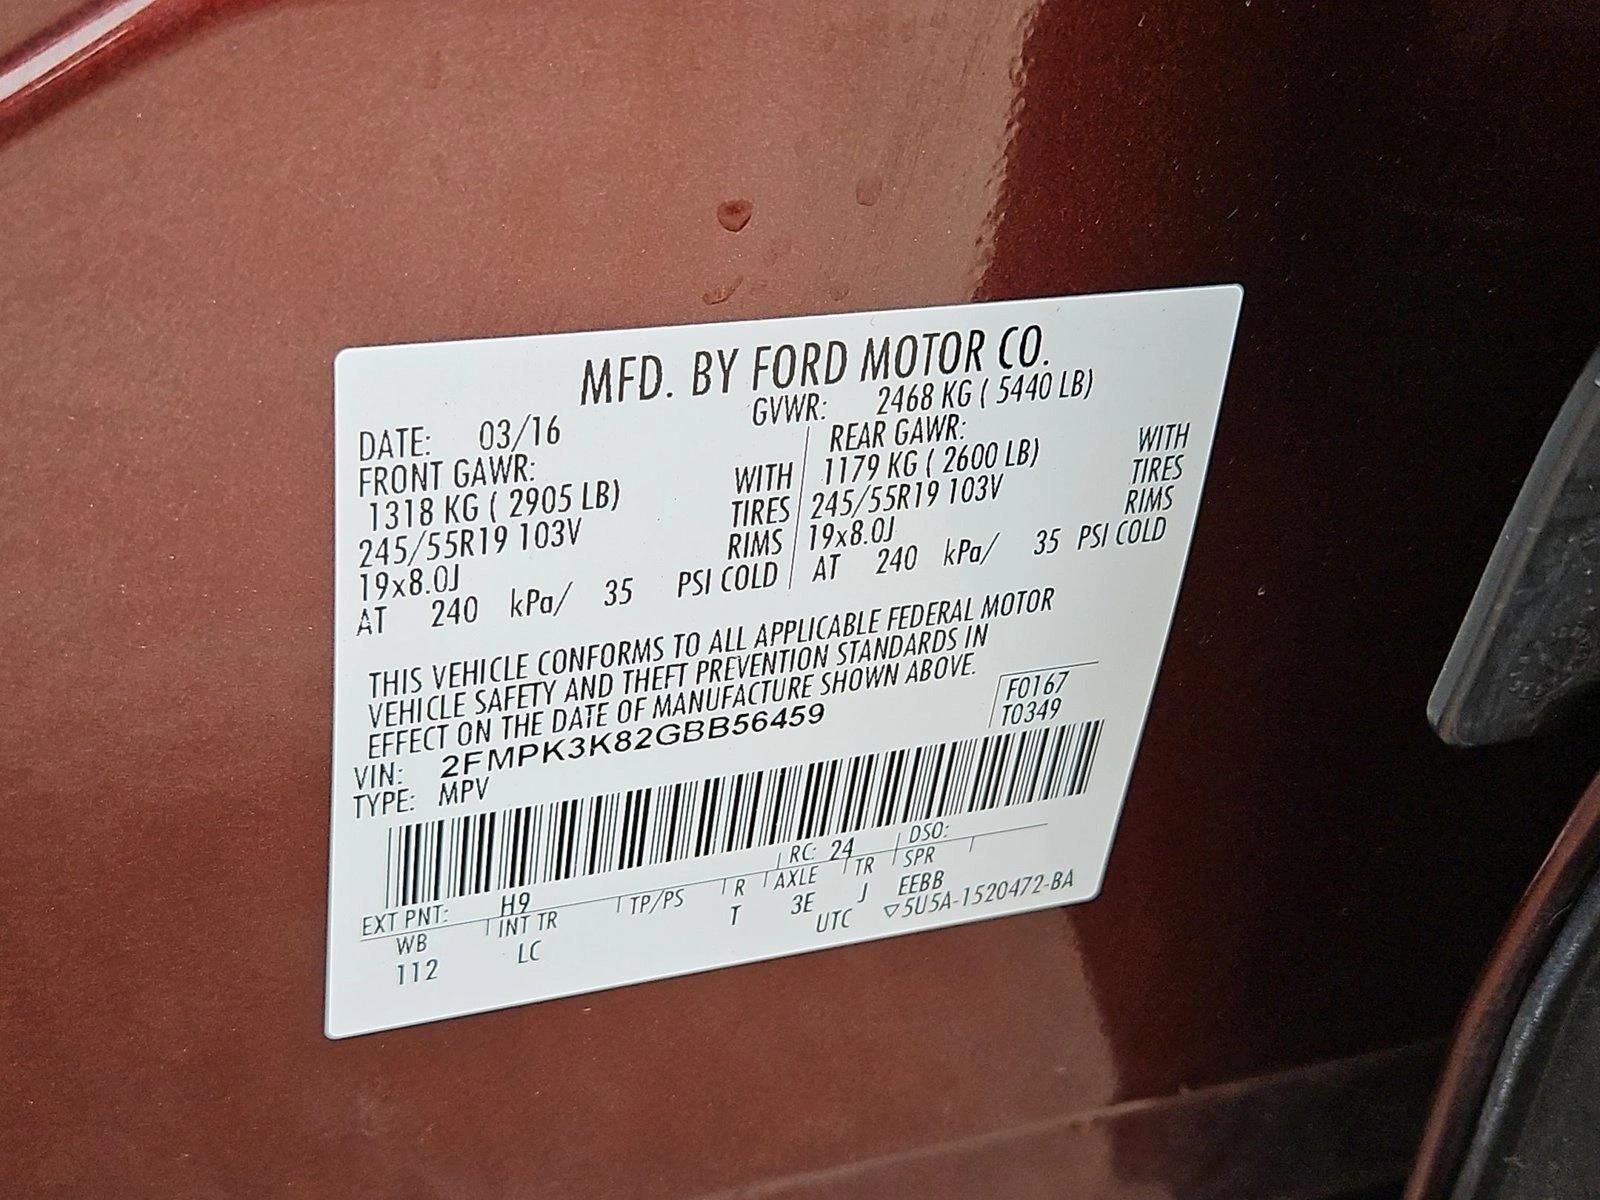 MFD. BY FORD MOTOR CO.
DATE: 03/16 GVWR: 2468 KG ( 5440 LB)
FRONT GAWR: WITH
1318 KG ( 2905 LB) TIRES
245/55R19 103V RIMS
19x8.0J
AT 240 kPa/ 35 PSI COLD
REAR GAWR: WITH
1179 KG ( 2600 LB) TIRES
245/55R19 103V RIMS
19x8.0J
AT 240 kPa/ 35 PSI COLD
THIS VEHICLE CONFORMS TO ALL APPLICABLE FEDERAL MOTOR
VEHICLE SAFETY AND THEFT PREVENTION STANDARDS IN
EFFECT ON THE DATE OF MANUFACTURE SHOWN ABOVE.
F0167
T0349
VIN: 2FMPK3K82GBB56459
TYPE: MPV
EXT PNT: H9 RC: 24 DSO:
WB INT TR TP/PS R AXLE TR SPR
112 LC T 3E J EEBB
UTC ▽5U5A-1520472-BA